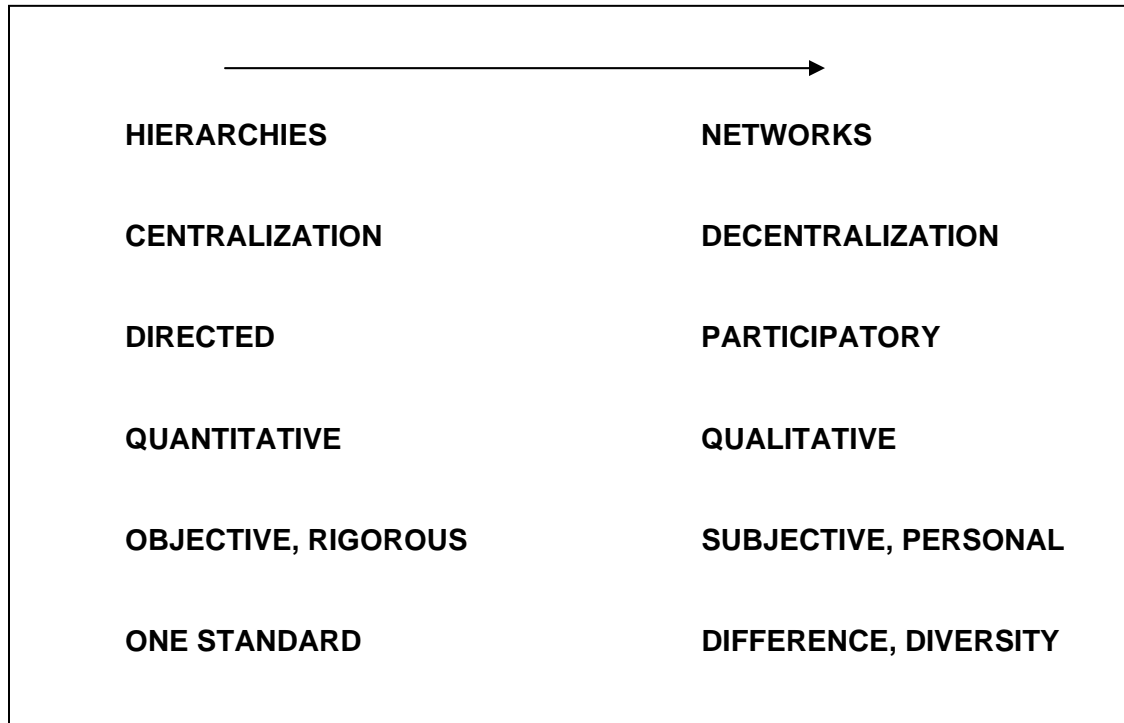 HIERARCHIES NETWORKS
CENTRALIZATION DECENTRALIZATION
DIRECTED PARTICIPATORY
QUANTITATIVE QUALITATIVE
OBJECTIVE, RIGOROUS SUBJECTIVE, PERSONAL
ONE STANDARD DIFFERENCE, DIVERSITY